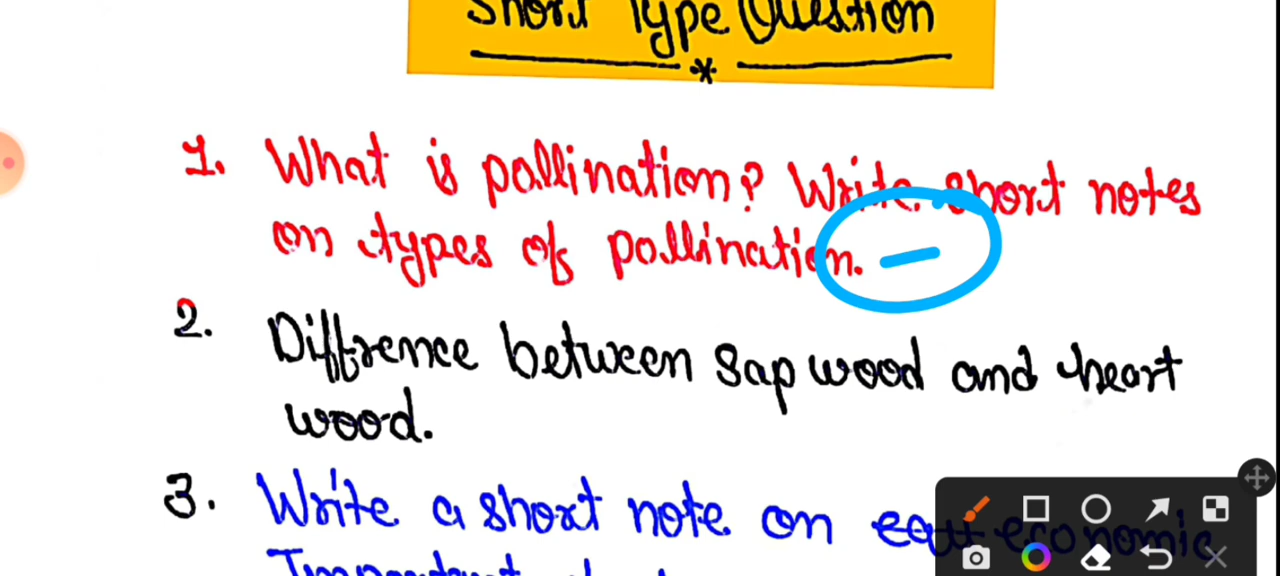 Short Type Question
1. What is pollination? Write short notes
on types of pollination.
2. Diffrence between Sap wood and heart
wood.
3. Write a short note on economic